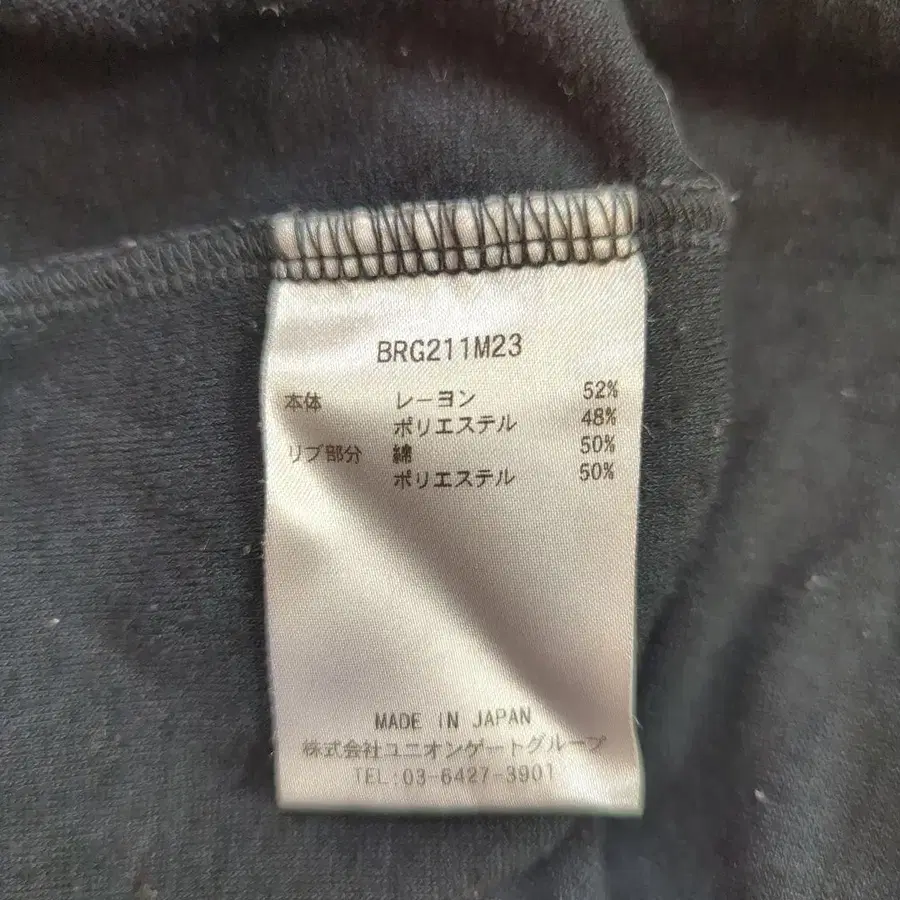 BRG211M23
本体 レーヨン 52%
ポリエステル 48%
リブ部分 綿 50%
ポリエステル 50%
MADE IN JAPAN
株式会社ユニオンゲートグループ
TEL:03-6427-3901